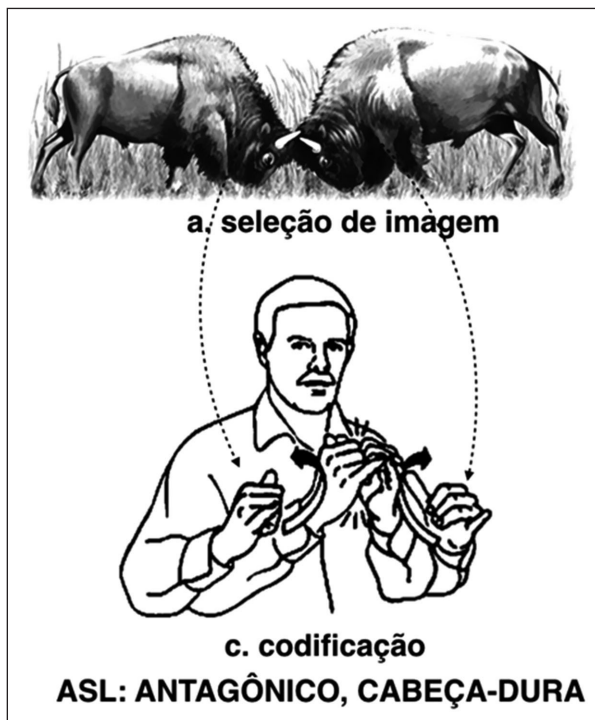 a. seleção de imagem
c. codificação
ASL: ANTAGÔNICO, CABEÇA-DURA